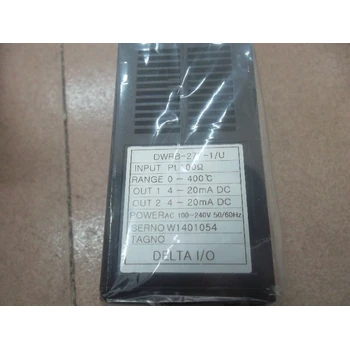 INPUT Pt 100Ω
RANGE 0 ~ 400℃
OUT 1 4 ~ 20mA DC
OUT 2 4 ~ 20mA DC
POWER AC 100-240V 50/60Hz
SERNO W1401054
TAGNO
DELTA I/O